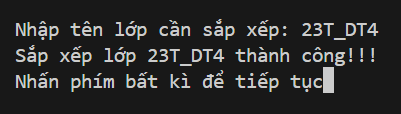 Nhập tên lớp cần sắp xếp: 23T_DT4
Sắp xếp lớp 23T_DT4 thành công!!!
Nhấn phím bất kì để tiếp tục